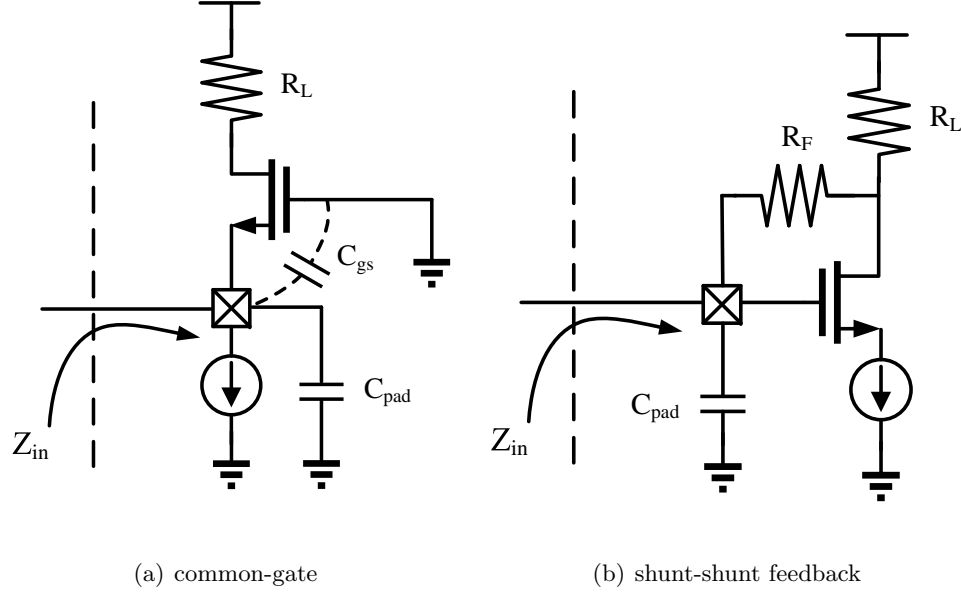 R_L
C_gs
C_pad
Z_in
(a) common-gate
R_F
R_L
C_pad
Z_in
(b) shunt-shunt feedback